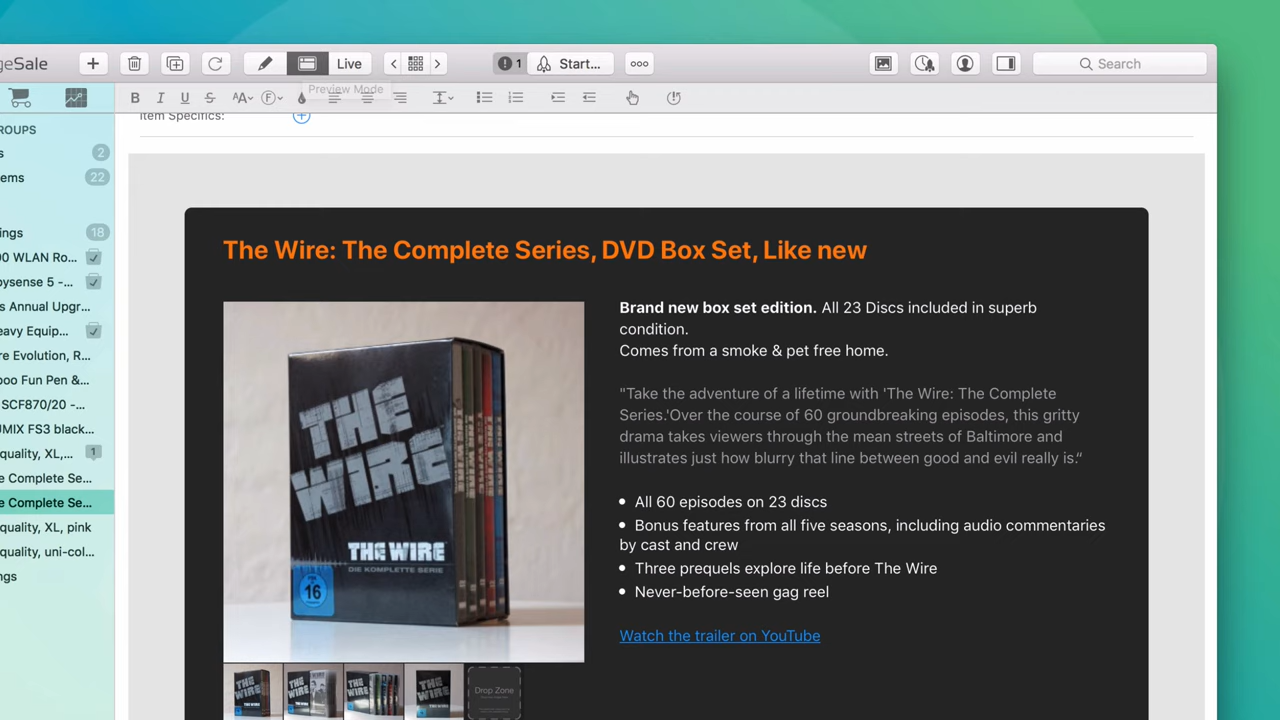 geSale
Live
1
Start...
Search
Preview Mode
B I U S AA F
ROUPS
Item Specifics:
s 2
ems 22
ings 18
00 WLAN Ro...
oysense 5 -...
s Annual Upgr...
eavy Equip...
re Evolution, R...
boo Fun Pen &...
SCF870/20 -...
UMIX FS3 black...
quality, XL,... 1
e Complete Se...
e Complete Se...
quality, XL, pink
quality, uni-col...
ngs
The Wire: The Complete Series, DVD Box Set, Like new
THE
WIRE
THE WIRE
DIE KOMPLETTE SERIE
16
Brand new box set edition. All 23 Discs included in superb
condition.
Comes from a smoke & pet free home.
"Take the adventure of a lifetime with 'The Wire: The Complete
Series.'Over the course of 60 groundbreaking episodes, this gritty
drama takes viewers through the mean streets of Baltimore and
illustrates just how blurry that line between good and evil really is.“
• All 60 episodes on 23 discs
• Bonus features from all five seasons, including audio commentaries
by cast and crew
• Three prequels explore life before The Wire
• Never-before-seen gag reel
Watch the trailer on YouTube
Drop Zone